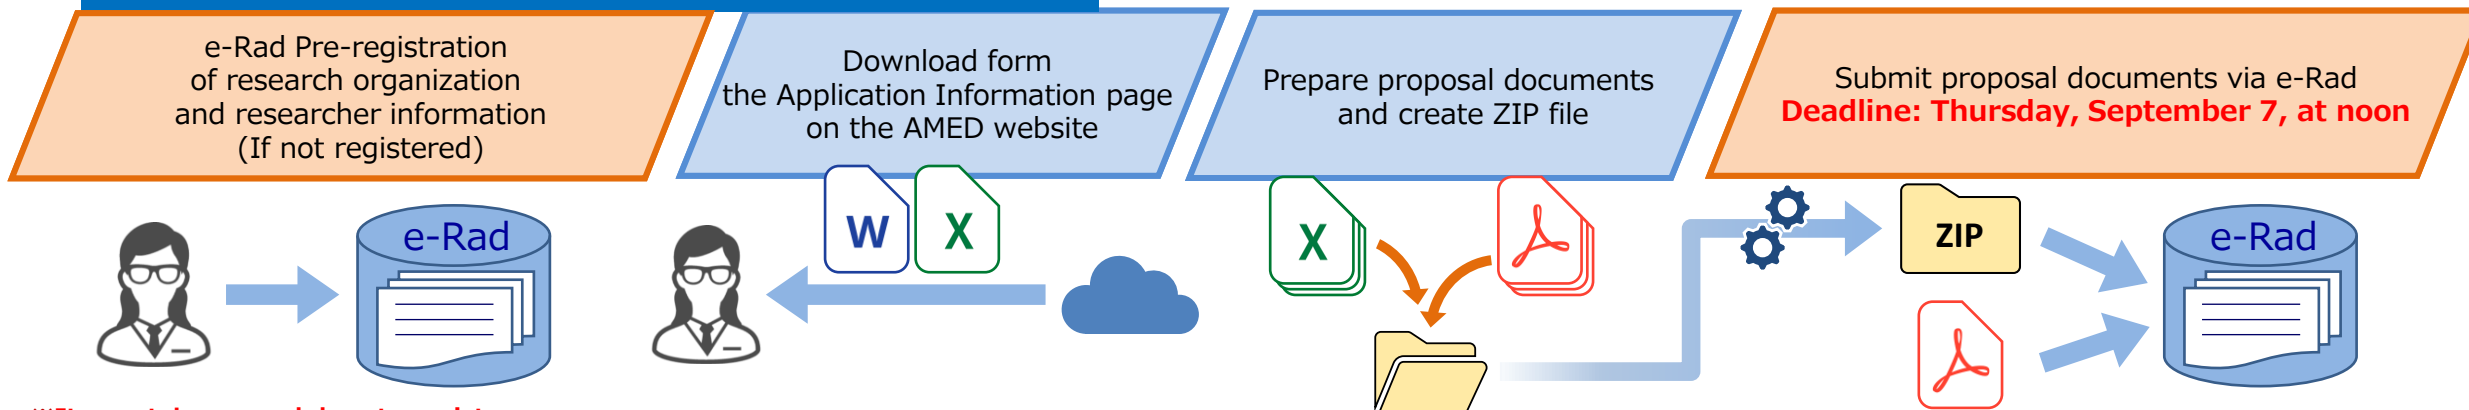 e-Rad Pre-registration
of research organization
and researcher information
(If not registered)
Download form
the Application Information page
on the AMED website
Prepare proposal documents
and create ZIP file
Submit proposal documents via e-Rad
Deadline: Thursday, September 7, at noon
e-Rad
W
X
X
ZIP
e-Rad